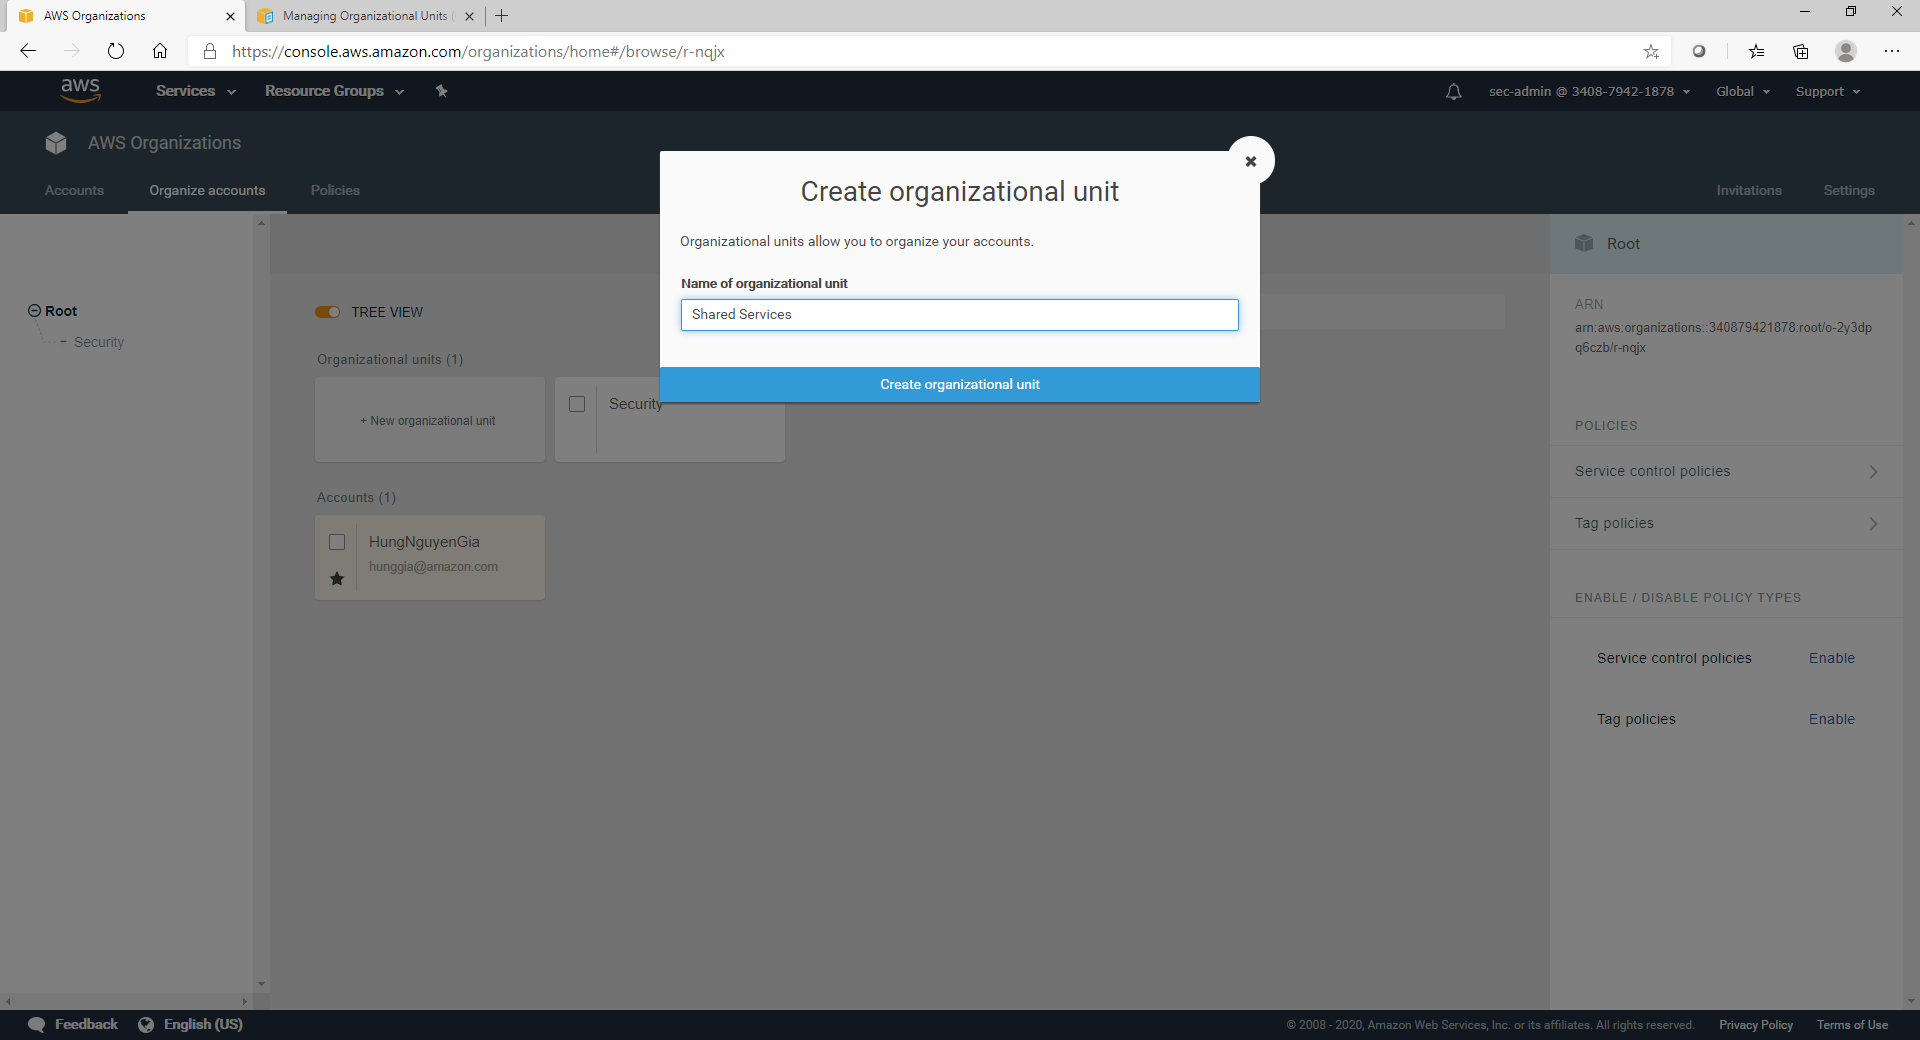 AWS Organizations
Managing Organizational Units (
https://console.aws.amazon.com/organizations/home#/browse/r-nqjx
aws
Services
Resource Groups
sec-admin @ 3408-7942-1878
Global
Support
AWS Organizations
Accounts
Organize accounts
Policies
Invitations
Settings
Create organizational unit
Organizational units allow you to organize your accounts.
Name of organizational unit
Shared Services
Create organizational unit
Root
Security
TREE VIEW
Organizational units (1)
+ New organizational unit
Security
Accounts (1)
HungNguyenGia
hunggia@amazon.com
Root
ARN
arn:aws:organizations::340879421878:root/o-2y3dp
q6czb/r-nqjx
POLICIES
Service control policies
Tag policies
ENABLE / DISABLE POLICY TYPES
Service control policies Enable
Tag policies Enable
Feedback
English (US)
© 2008 - 2020, Amazon Web Services, Inc. or its affiliates. All rights reserved.
Privacy Policy
Terms of Use